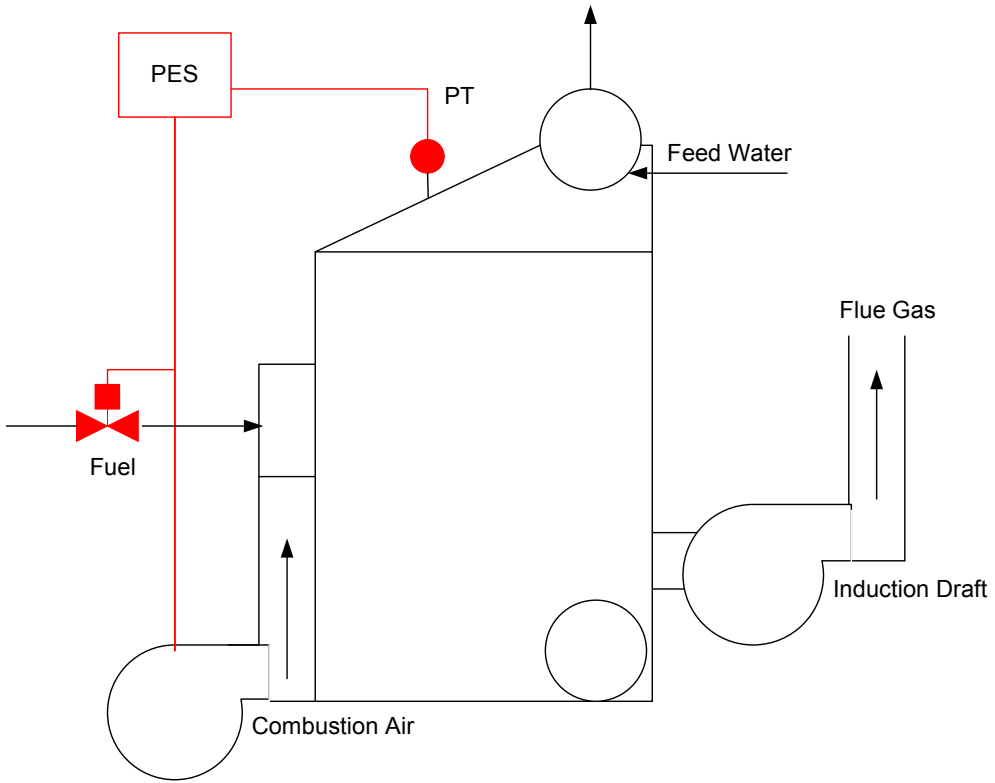 PES
PT
Feed Water
Flue Gas
Fuel
Induction Draft
Combustion Air